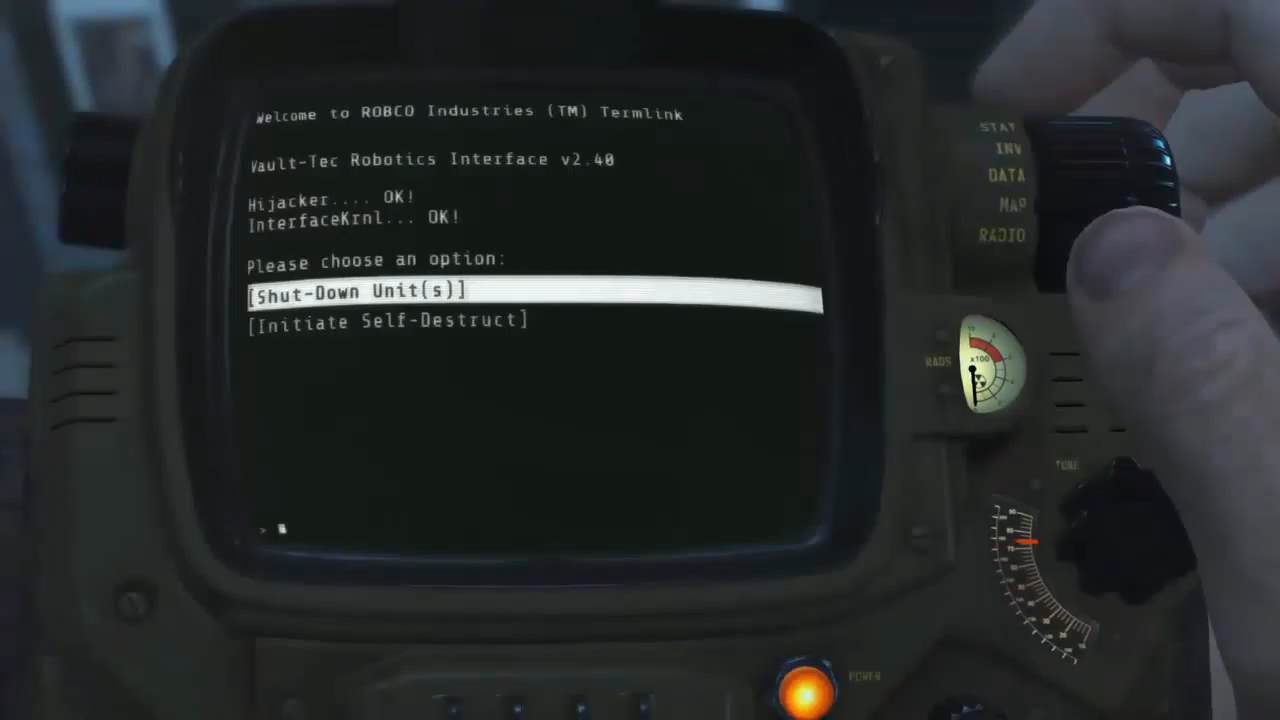 Welcome to ROBCO Industries (TM) Termlink
Vault-Tec Robotics Interface v2.40
Hijacker.... OK!
InterfaceKrnl... OK!
Please choose an option:
[Shut-Down Unit(s)]
[Initiate Self-Destruct]
>
STAT
INV
DATA
MAP
RADIO
RADS
x100
TUNE
POWER